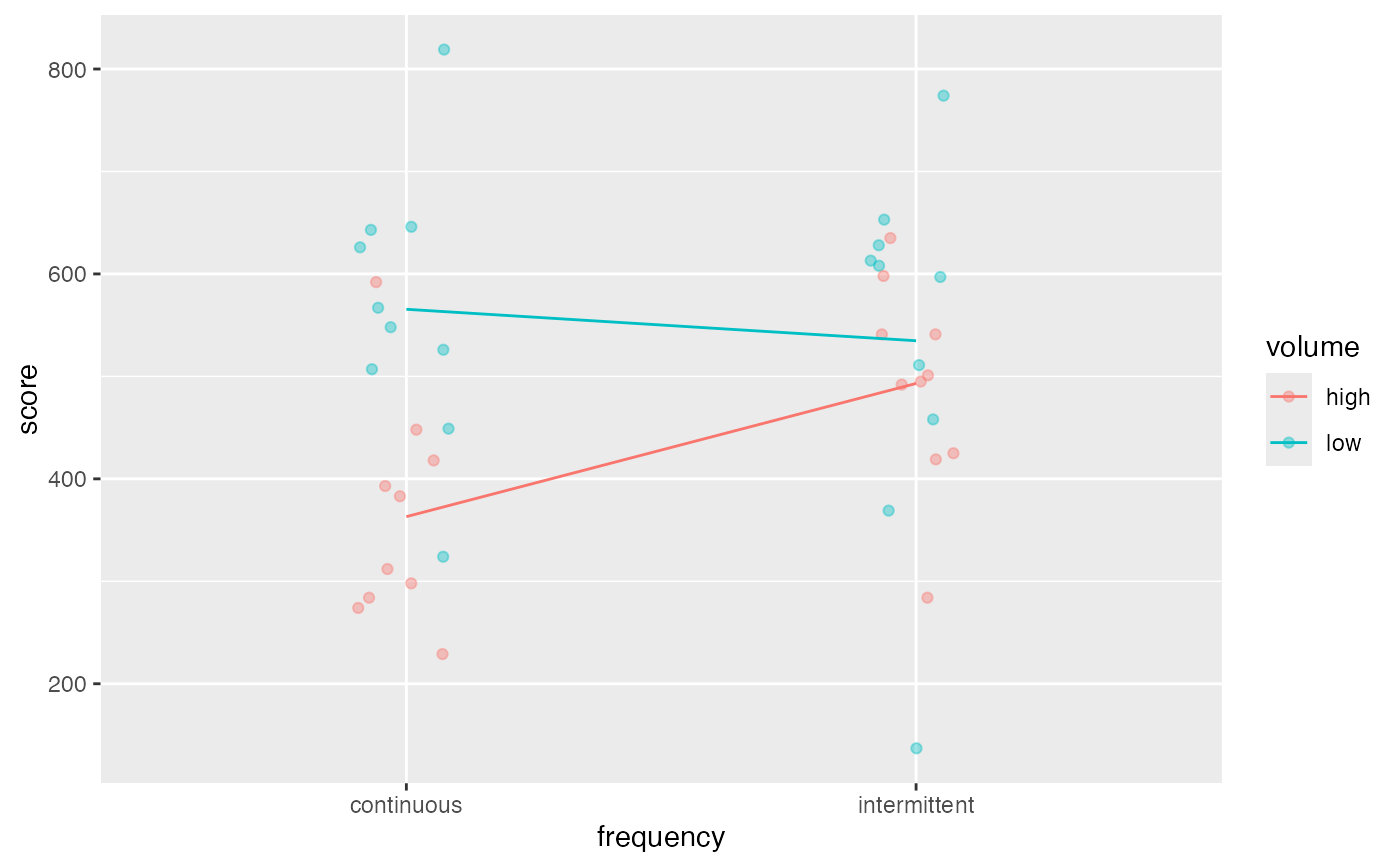 800
600
400
200
score
continuous
intermittent
frequency
volume
high
low